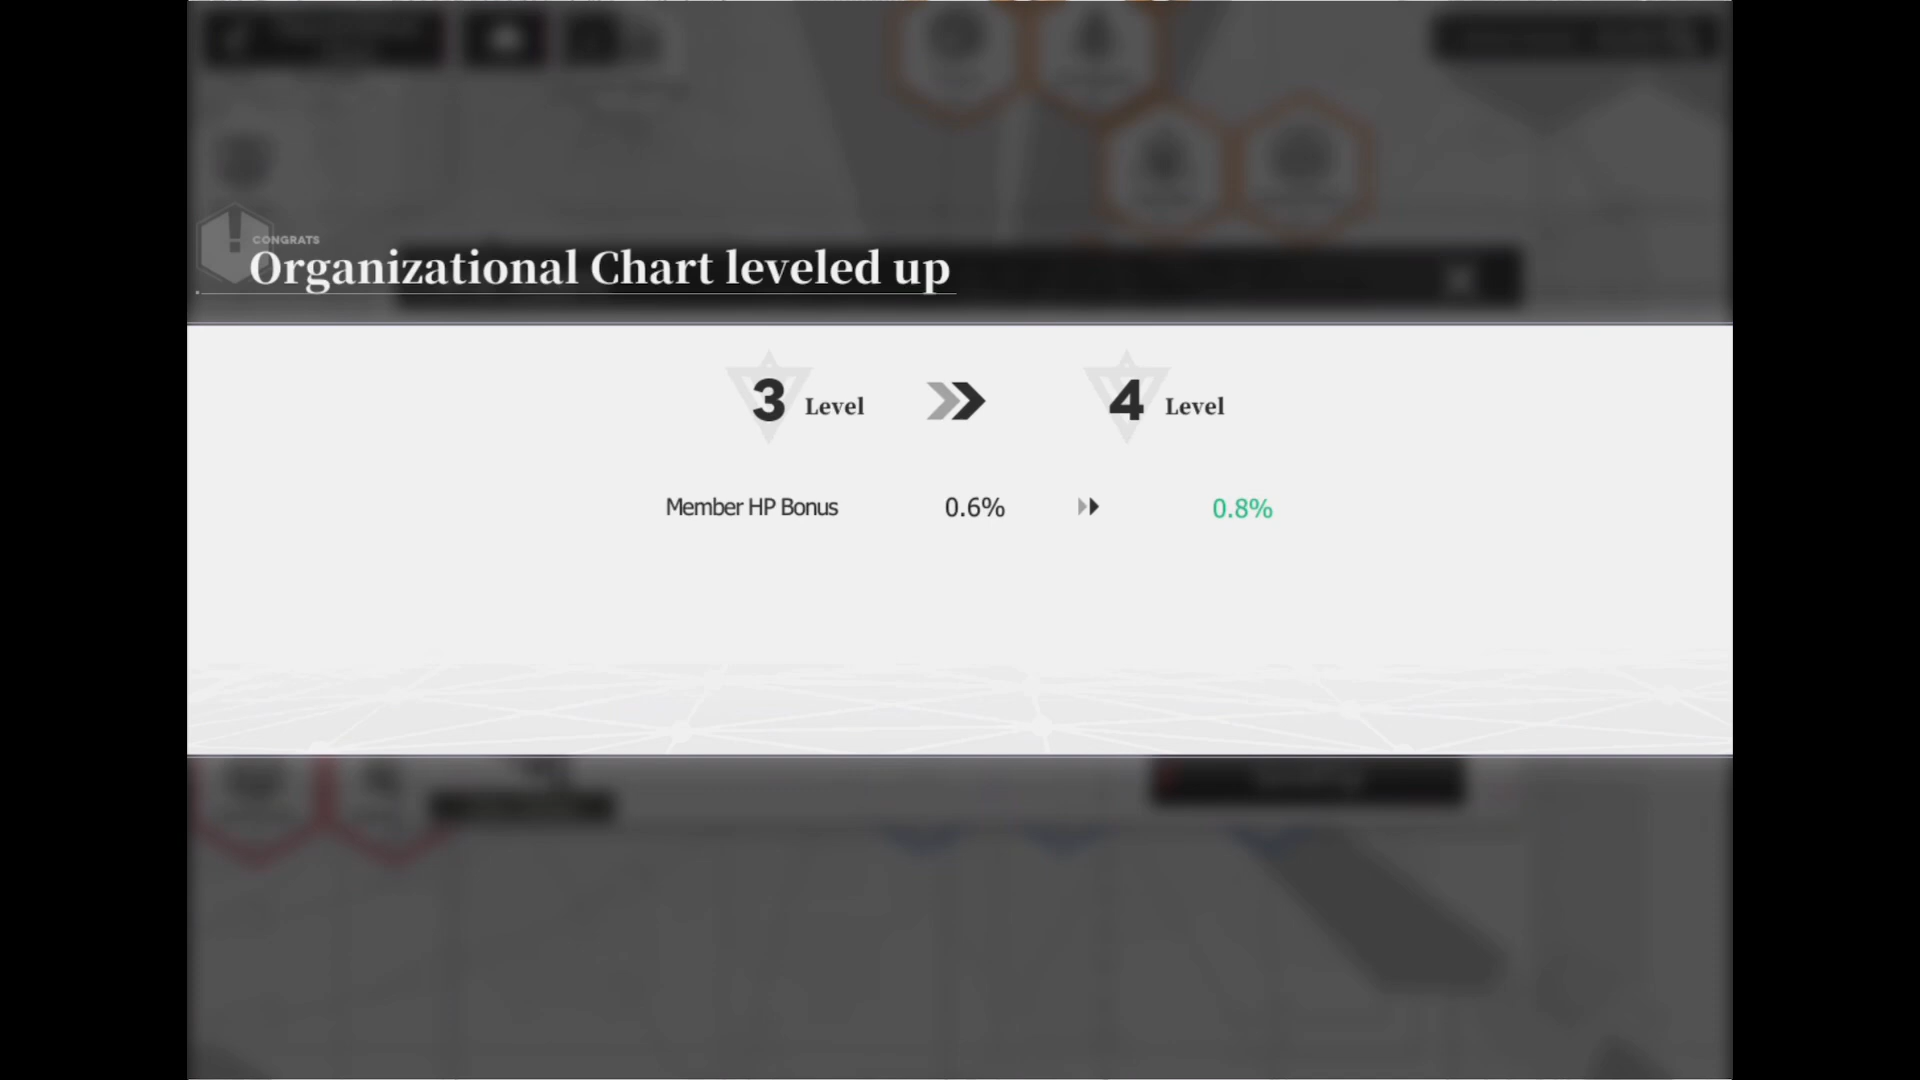 CONGRATS
Organizational Chart leveled up
3 Level 4 Level
Member HP Bonus 0.6% 0.8%